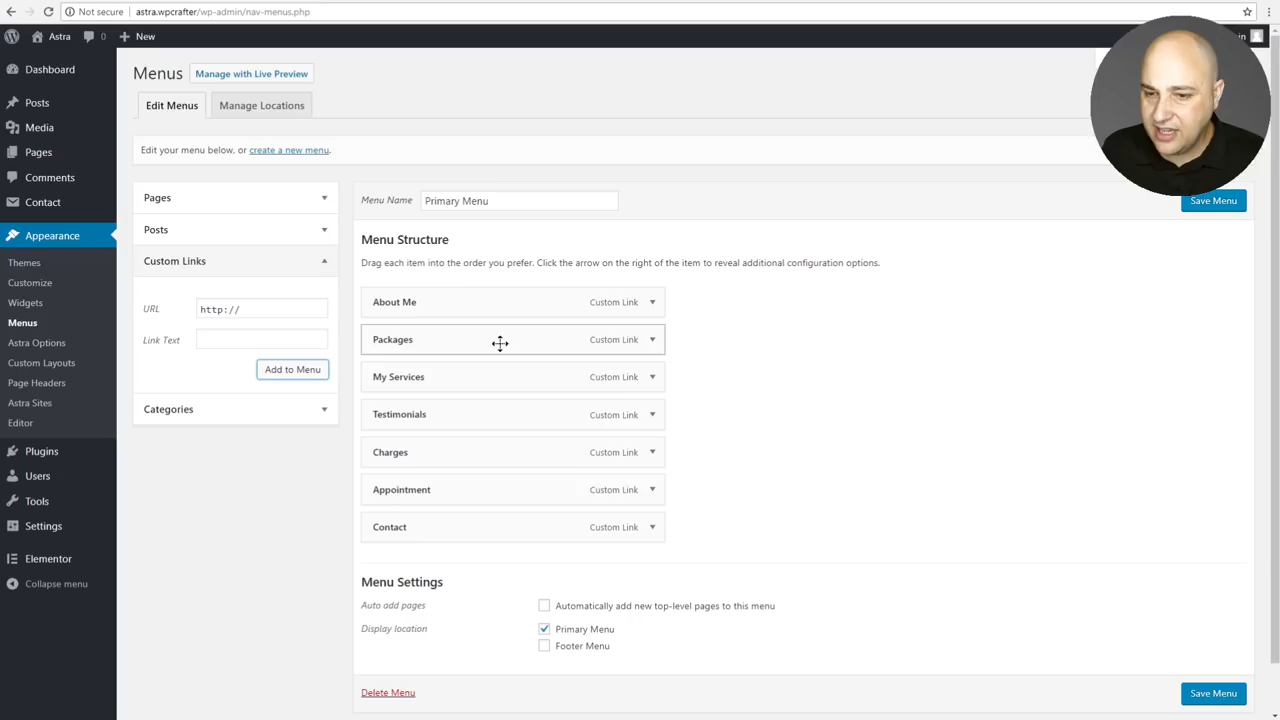 Not secure astra.wpcrafter/wp-admin/nav-menus.php
Astra 0 New in
Dashboard
Posts
Media
Pages
Comments
Contact
Appearance
Themes
Customize
Widgets
Menus
Astra Options
Custom Layouts
Page Headers
Astra Sites
Editor
Plugins
Users
Tools
Settings
Elementor
Collapse menu
Menus Manage with Live Preview
Edit Menus Manage Locations
Edit your menu below, or create a new menu.
Pages
Posts
Custom Links
URL http://
Link Text
Add to Menu
Categories
Menu Name Primary Menu Save Menu
Menu Structure
Drag each item into the order you prefer. Click the arrow on the right of the item to reveal additional configuration options.
About Me Custom Link
Packages Custom Link
My Services Custom Link
Testimonials Custom Link
Charges Custom Link
Appointment Custom Link
Contact Custom Link
Menu Settings
Auto add pages Automatically add new top-level pages to this menu
Display location Primary Menu
Footer Menu
Delete Menu Save Menu